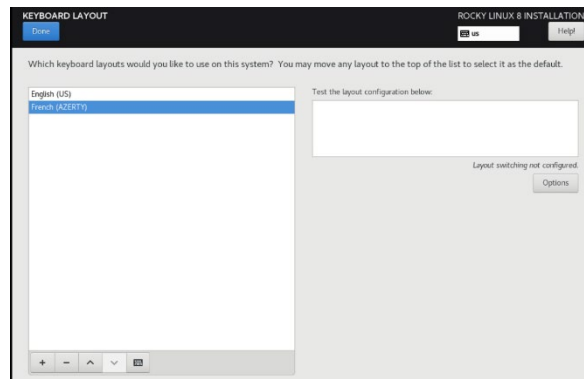 KEYBOARD LAYOUT
ROCKY LINUX 8 INSTALLATION
Done
us
Help!
Which keyboard layouts would you like to use on this system? You may move any layout to the top of the list to select it as the default.
English (US)
French (AZERTY)
Test the layout configuration below:
Layout switching not configured.
Options